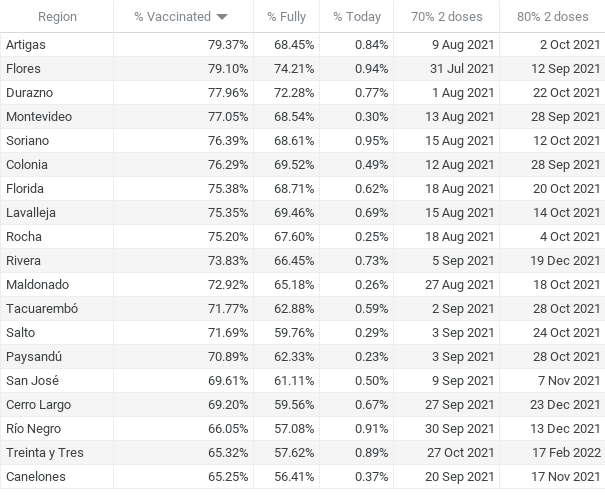 Region % Vaccinated % Fully % Today 70% 2 doses 80% 2 doses
Artigas 79.37% 68.45% 0.84% 9 Aug 2021 2 Oct 2021
Flores 79.10% 74.21% 0.94% 31 Jul 2021 12 Sep 2021
Durazno 77.96% 72.28% 0.77% 1 Aug 2021 22 Oct 2021
Montevideo 77.05% 68.54% 0.30% 13 Aug 2021 28 Sep 2021
Soriano 76.39% 68.61% 0.95% 15 Aug 2021 12 Oct 2021
Colonia 76.29% 69.52% 0.49% 12 Aug 2021 28 Sep 2021
Florida 75.38% 68.71% 0.62% 18 Aug 2021 20 Oct 2021
Lavalleja 75.35% 69.46% 0.69% 15 Aug 2021 14 Oct 2021
Rocha 75.20% 67.60% 0.25% 18 Aug 2021 4 Oct 2021
Rivera 73.83% 66.45% 0.73% 5 Sep 2021 19 Dec 2021
Maldonado 72.92% 65.18% 0.26% 27 Aug 2021 18 Oct 2021
Tacuarembó 71.77% 62.88% 0.59% 2 Sep 2021 28 Oct 2021
Salto 71.69% 59.76% 0.29% 3 Sep 2021 24 Oct 2021
Paysandú 70.89% 62.33% 0.23% 3 Sep 2021 28 Oct 2021
San José 69.61% 61.11% 0.50% 9 Sep 2021 7 Nov 2021
Cerro Largo 69.20% 59.56% 0.67% 27 Sep 2021 23 Dec 2021
Río Negro 66.05% 57.08% 0.91% 30 Sep 2021 13 Dec 2021
Treinta y Tres 65.32% 57.62% 0.89% 27 Oct 2021 17 Feb 2022
Canelones 65.25% 56.41% 0.37% 20 Sep 2021 17 Nov 2021